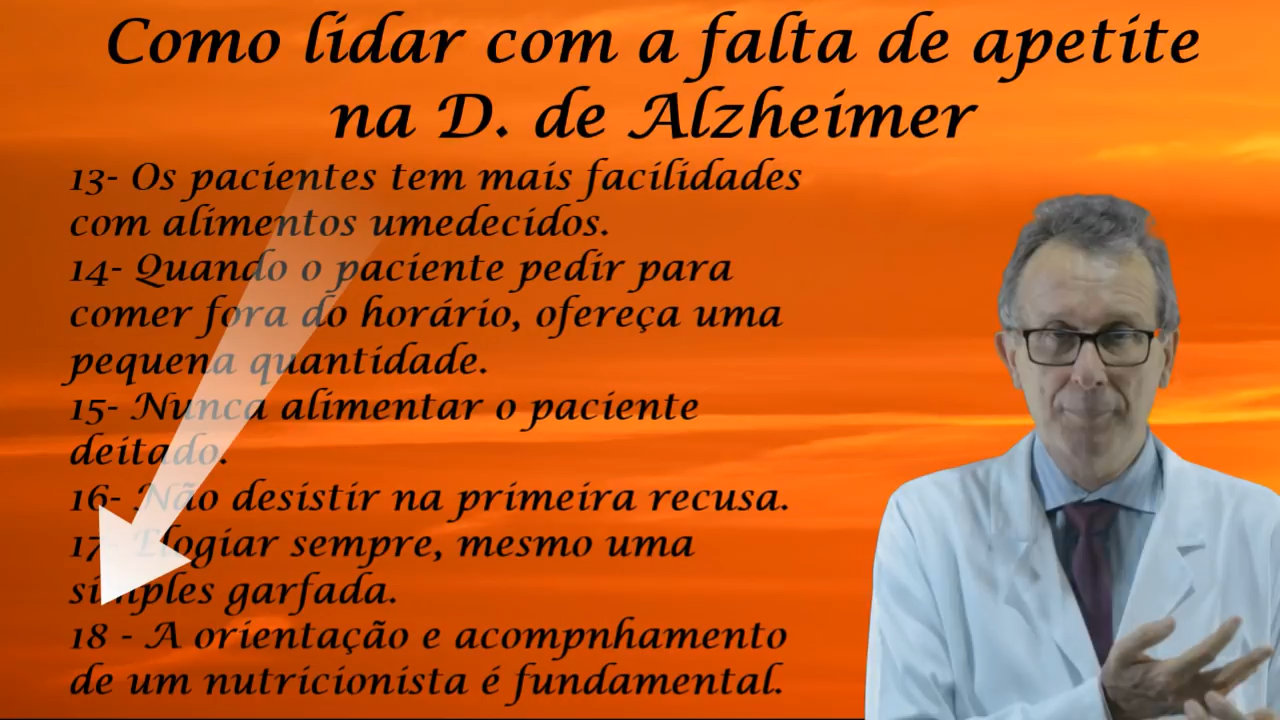 Como lidar com a falta de apetite
na D. de Alzheimer
13- Os pacientes tem mais facilidades
com alimentos umedecidos.
14- Quando o paciente pedir para
comer fora do horário, ofereça uma
pequena quantidade.
15- Nunca alimentar o paciente
deitado.
16- Não desistir na primeira recusa.
17- Elogiar sempre, mesmo uma
simples garfada.
18 - A orientação e acompnhamento
de um nutricionista é fundamental.